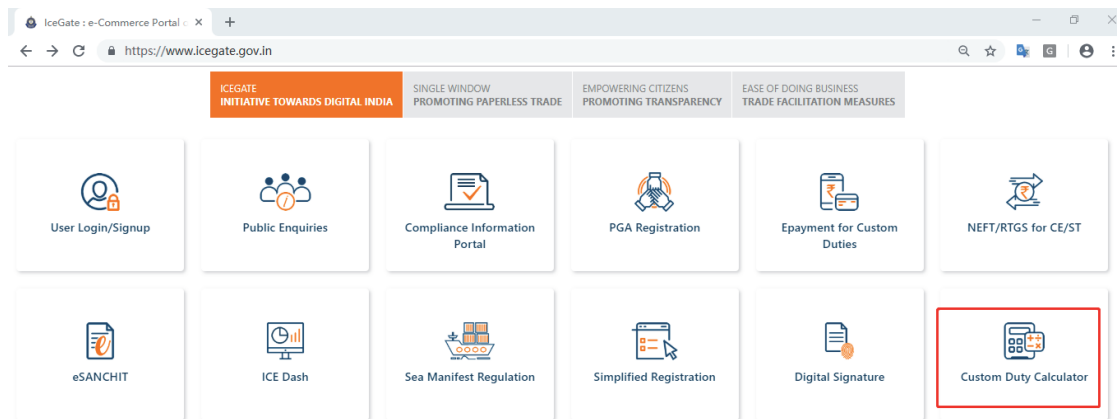 IceGate : e-Commerce Portal
https://www.icegate.gov.in
ICEGATE
INITIATIVE TOWARDS DIGITAL INDIA
SINGLE WINDOW
PROMOTING PAPERLESS TRADE
EMPOWERING CITIZENS
PROMOTING TRANSPARENCY
EASE OF DOING BUSINESS
TRADE FACILITATION MEASURES
User Login/Signup
Public Enquiries
Compliance Information
Portal
PGA Registration
Epayment for Custom
Duties
NEFT/RTGS for CE/ST
eSANCHIT
ICE Dash
Sea Manifest Regulation
Simplified Registration
Digital Signature
Custom Duty Calculator